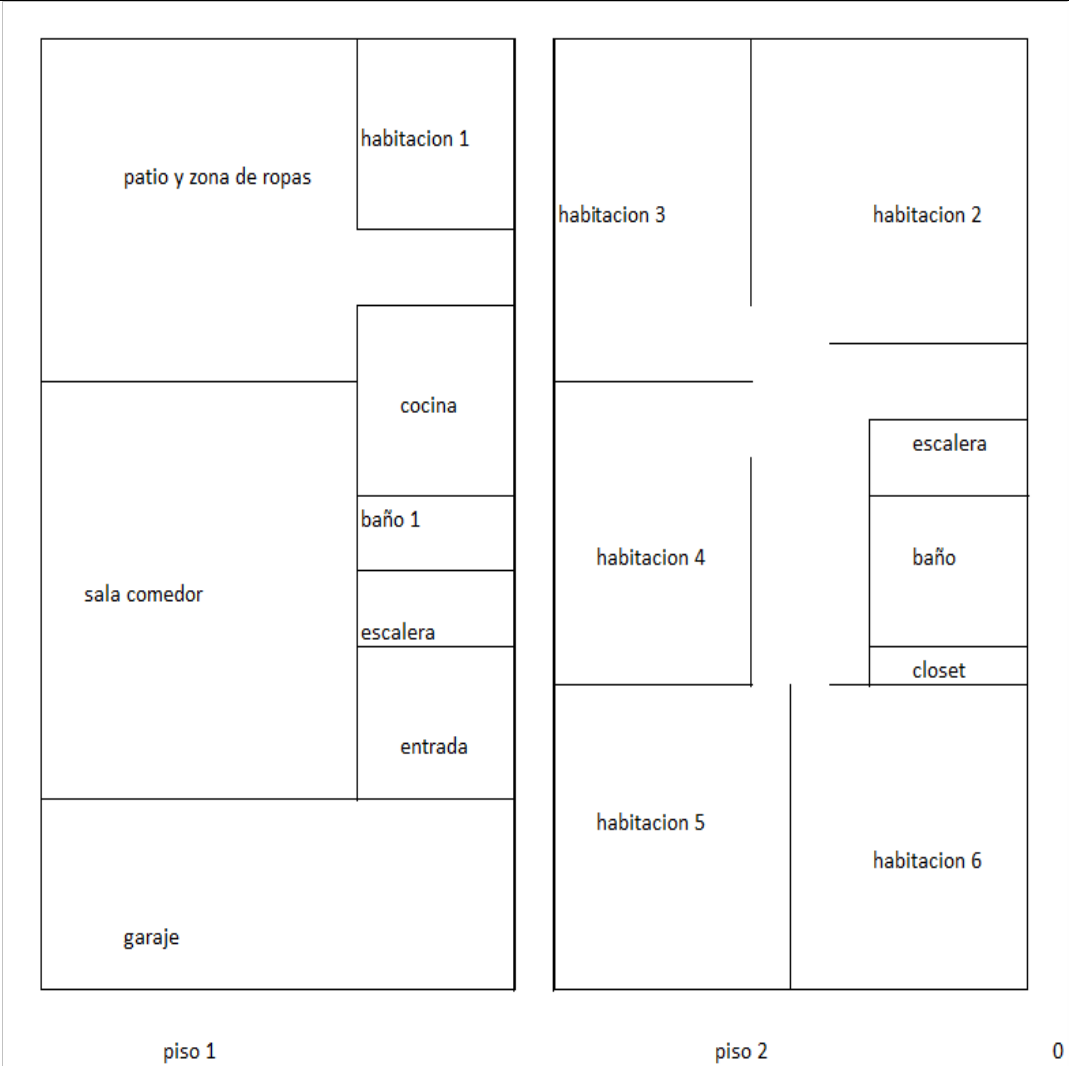 habitacion 1
patio y zona de ropas
cocina
baño 1
sala comedor
escalera
entrada
garaje
piso 1
habitacion 3
habitacion 2
escalera
habitacion 4
baño
closet
habitacion 5
habitacion 6
piso 2
0